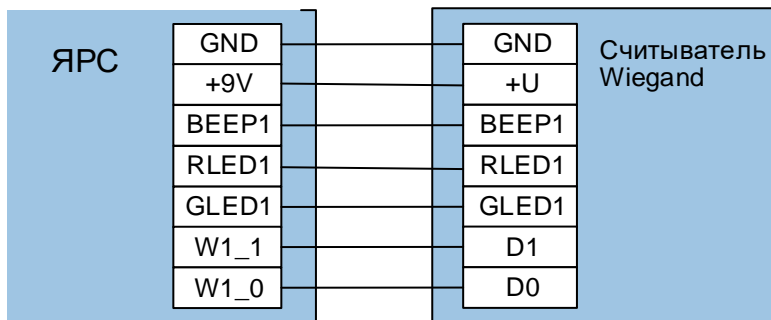 ЯРС
GND
+9V
BEEP1
RLED1
GLED1
W1_1
W1_0
GND
+U
BEEP1
RLED1
GLED1
D1
D0
Считыватель
Wiegand